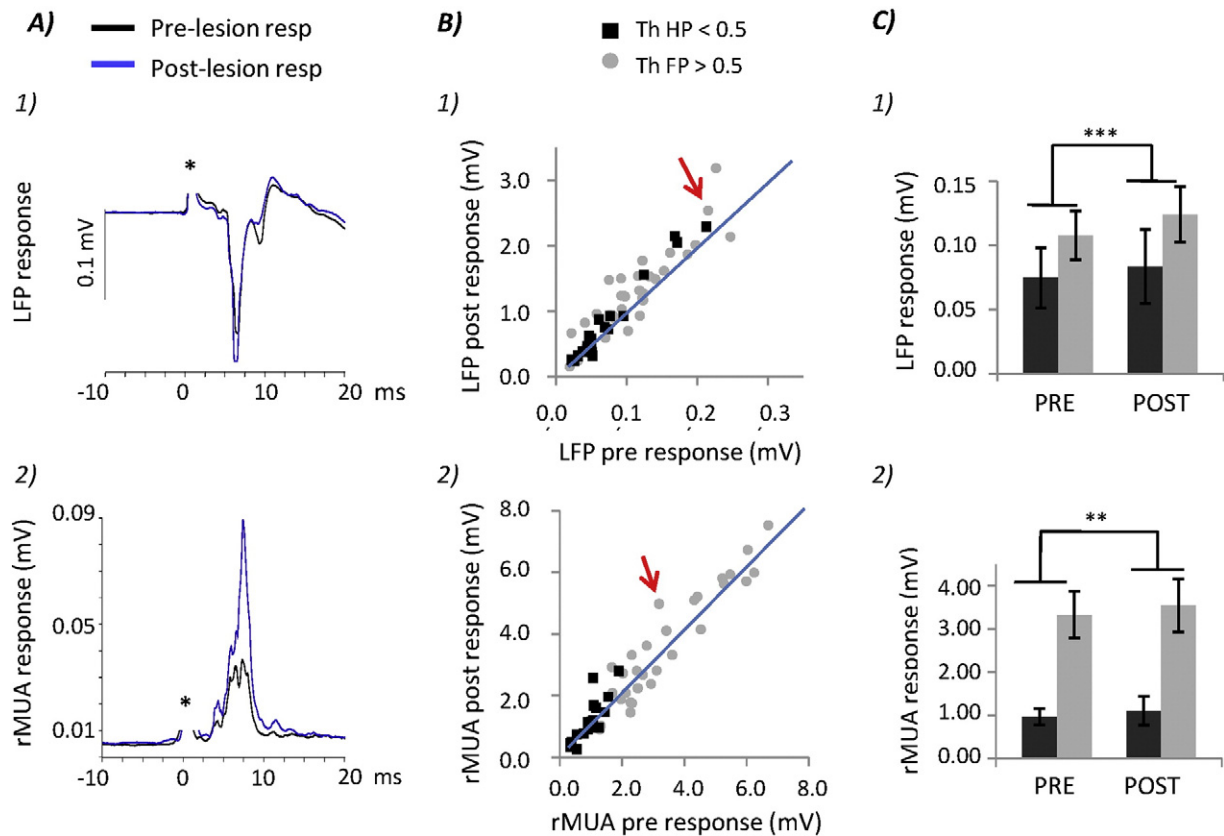 A)
Pre-lesion resp
Post-lesion resp
B)
Th HP < 0.5
Th FP > 0.5
C)
1)
LFP response
0.1 mV
*
-10
0
10
20
ms
1)
LFP post response (mV)
3.0
2.0
1.0
0.0
0.0
0.1
0.2
0.3
LFP pre response (mV)
1)
LFP response (mV)
0.15
0.10
0.05
0.00
***
PRE
POST
2)
rMUA response (mV)
0.09
0.05
0.01
*
-10
0
10
20
ms
2)
rMUA post response (mV)
8.0
6.0
4.0
2.0
0.0
0.0
2.0
4.0
6.0
8.0
rMUA pre response (mV)
2)
rMUA response (mV)
4.00
3.00
2.00
1.00
0.00
**
PRE
POST